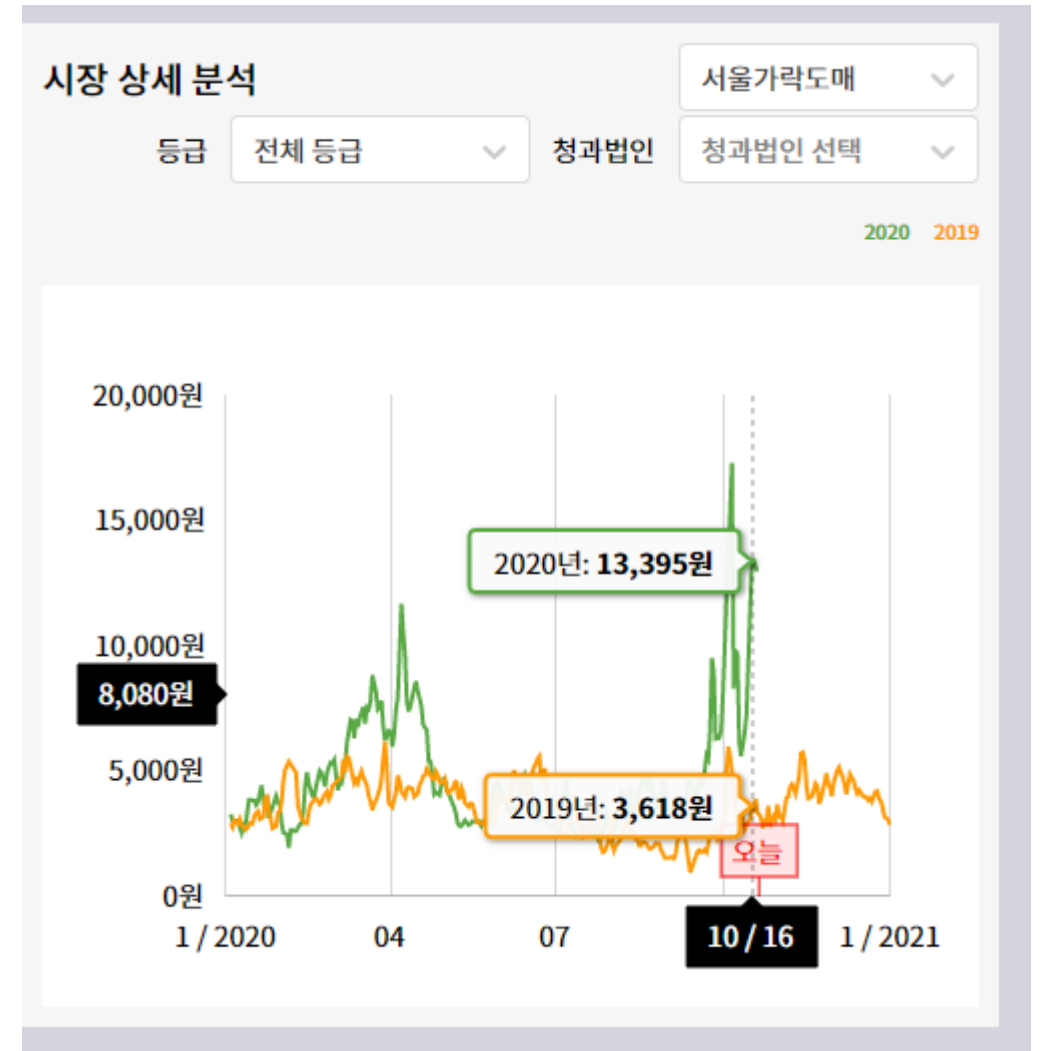 시장 상세 분석
서울가락도매
등급
전체 등급
청과법인
청과법인 선택
2020 2019
20,000원
15,000원
2020년: 13,395원
10,000원
8,080원
5,000원
2019년: 3,618원
오늘
0원
1 / 2020 04 07 10 / 16 1 / 2021